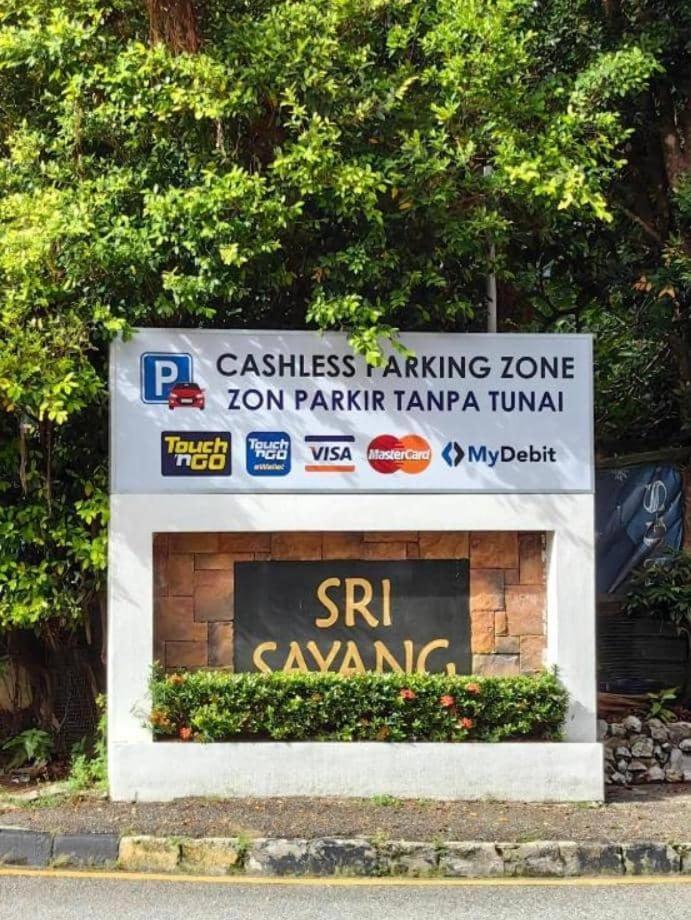 P CASHLESS PARKING ZONE
ZON PARKIR TANPA TUNAI
Touch 'nGO Touch 'nGO eWallet VISA MasterCard MyDebit
SRI
SAYANG